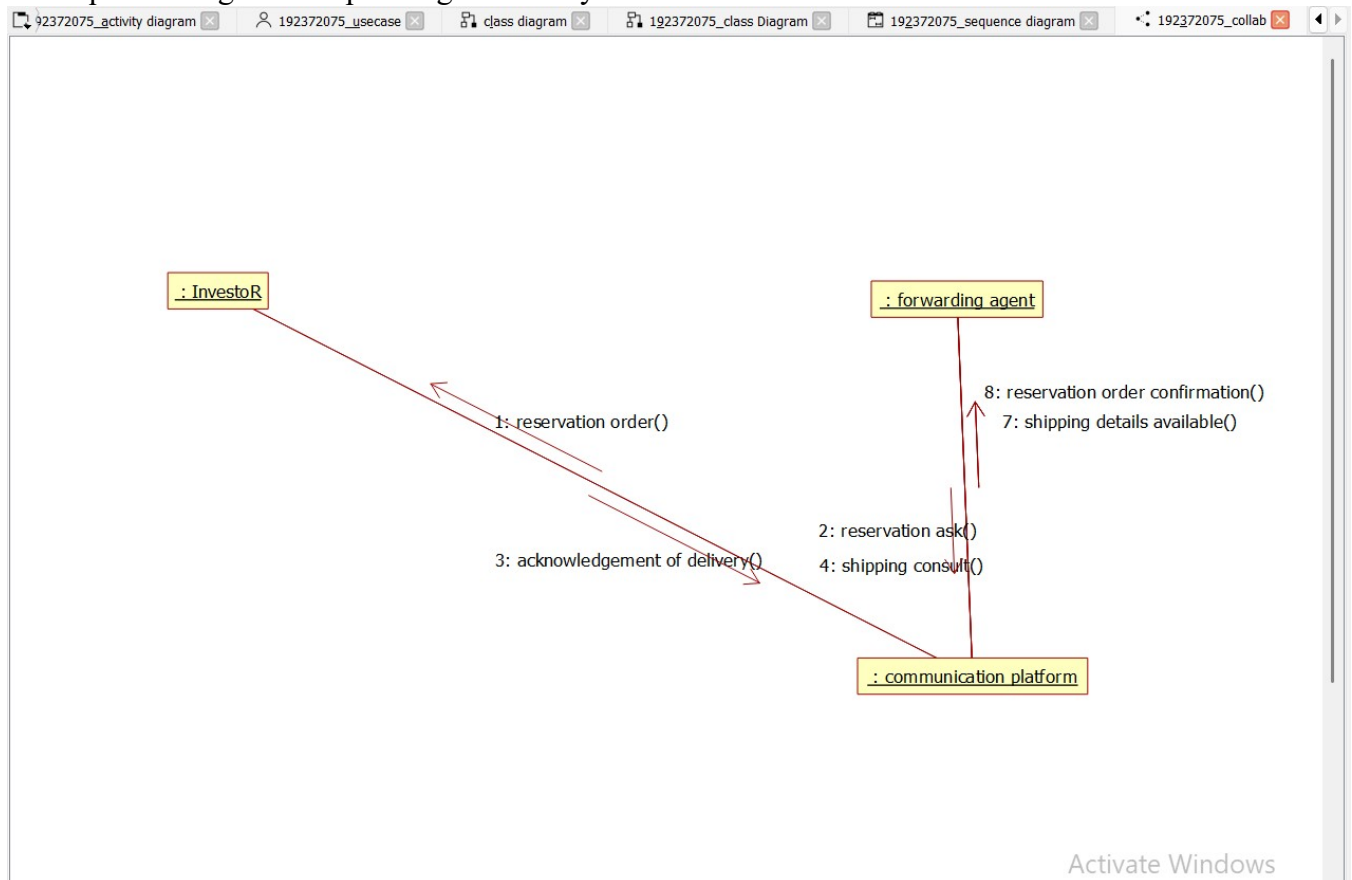 92372075_activity diagram 192372075_usecase class diagram 192372075_class Diagram 192372075_sequence diagram 192372075_collab
: InvestoR
: forwarding agent
8: reservation order confirmation()
1: reservation order()
7: shipping details available()
2: reservation ask()
3: acknowledgement of delivery()
4: shipping consult()
: communication platform
Activate Windows